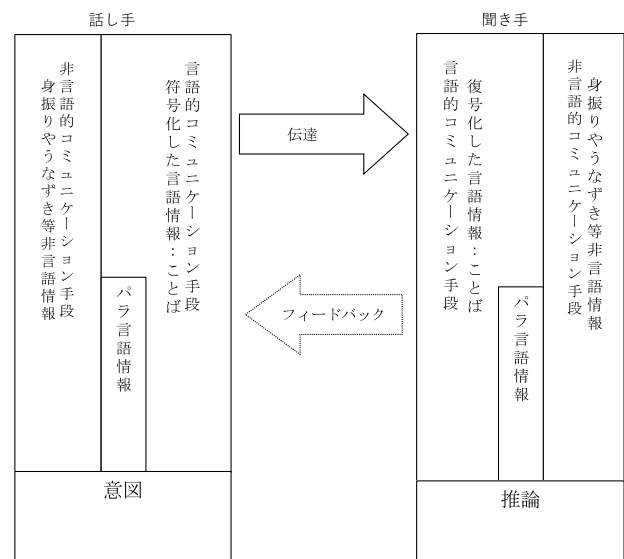 話し手
言語的コミュニケーション手段
符号化した言語情報：ことば
パラ言語情報
非言語的コミュニケーション手段
身振りやうなずき等非言語情報
意図
伝達
フィードバック
聞き手
身振りやうなずき等非言語情報
非言語的コミュニケーション手段
パラ言語情報
復号化した言語情報：ことば
言語的コミュニケーション手段
推論